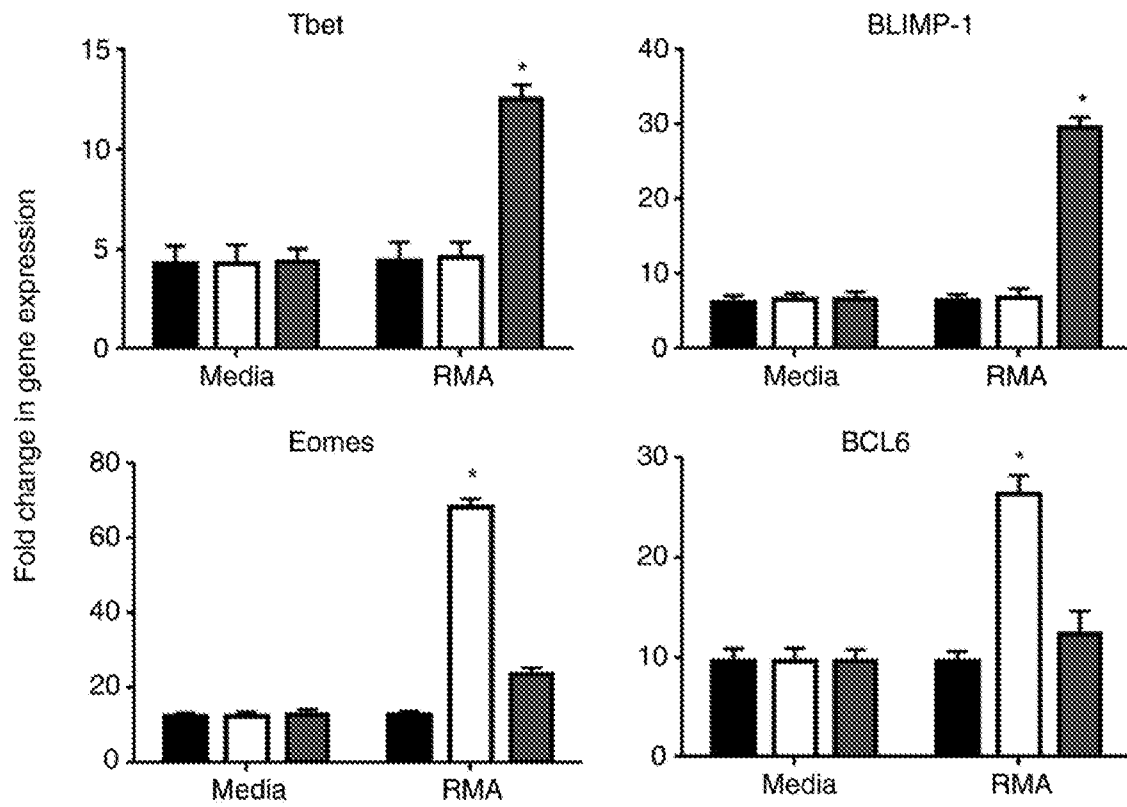 Fold change in gene expression
Tbet
15
*
10
5
0
Media RMA
BLIMP-1
40
*
30
20
10
0
Media RMA
Eomes
80
*
60
40
20
0
Media RMA
BCL6
30
*
20
10
0
Media RMA